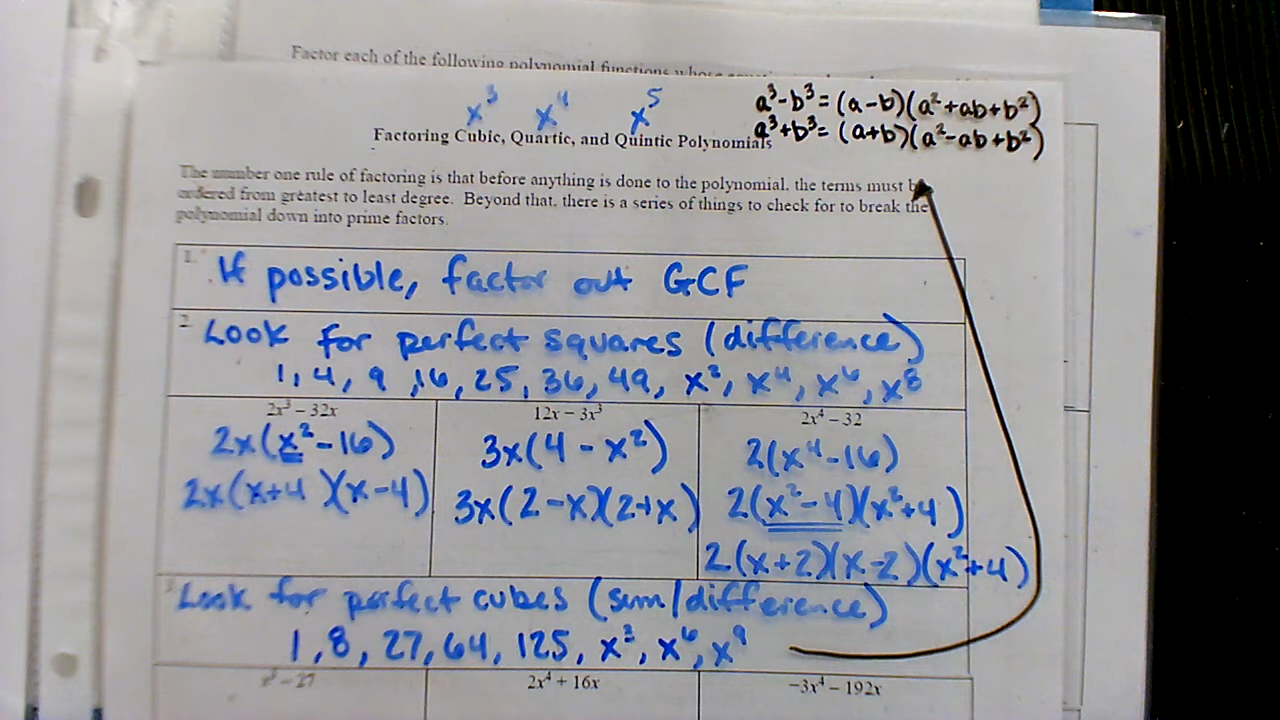 Factor each of the following polynomial functions whose
x³ x⁴ x⁵
a³-b³=(a-b)(a²+ab+b²)
a³+b³=(a+b)(a²-ab+b²)
Factoring Cubic, Quartic, and Quintic Polynomials
The number one rule of factoring is that before anything is done to the polynomial, the terms must be
ordered from greatest to least degree. Beyond that, there is a series of things to check for to break the
polynomial down into prime factors.
1. If possible, factor out GCF
2. Look for perfect squares (difference)
1, 4, 9, 16, 25, 36, 49, x², x⁴, x⁶, x⁸
2x³ – 32x
2x(x²-16)
2x(x+4)(x-4)
12x – 3x³
3x(4-x²)
3x(2-x)(2+x)
2x⁴ – 32
2(x⁴-16)
2(x²-4)(x²+4)
2(x+2)(x-2)(x²+4)
Look for perfect cubes (sum/difference)
1, 8, 27, 64, 125, x³, x⁶, x⁹
x³ – 27
2x⁴ + 16x
–3x⁴ – 192x